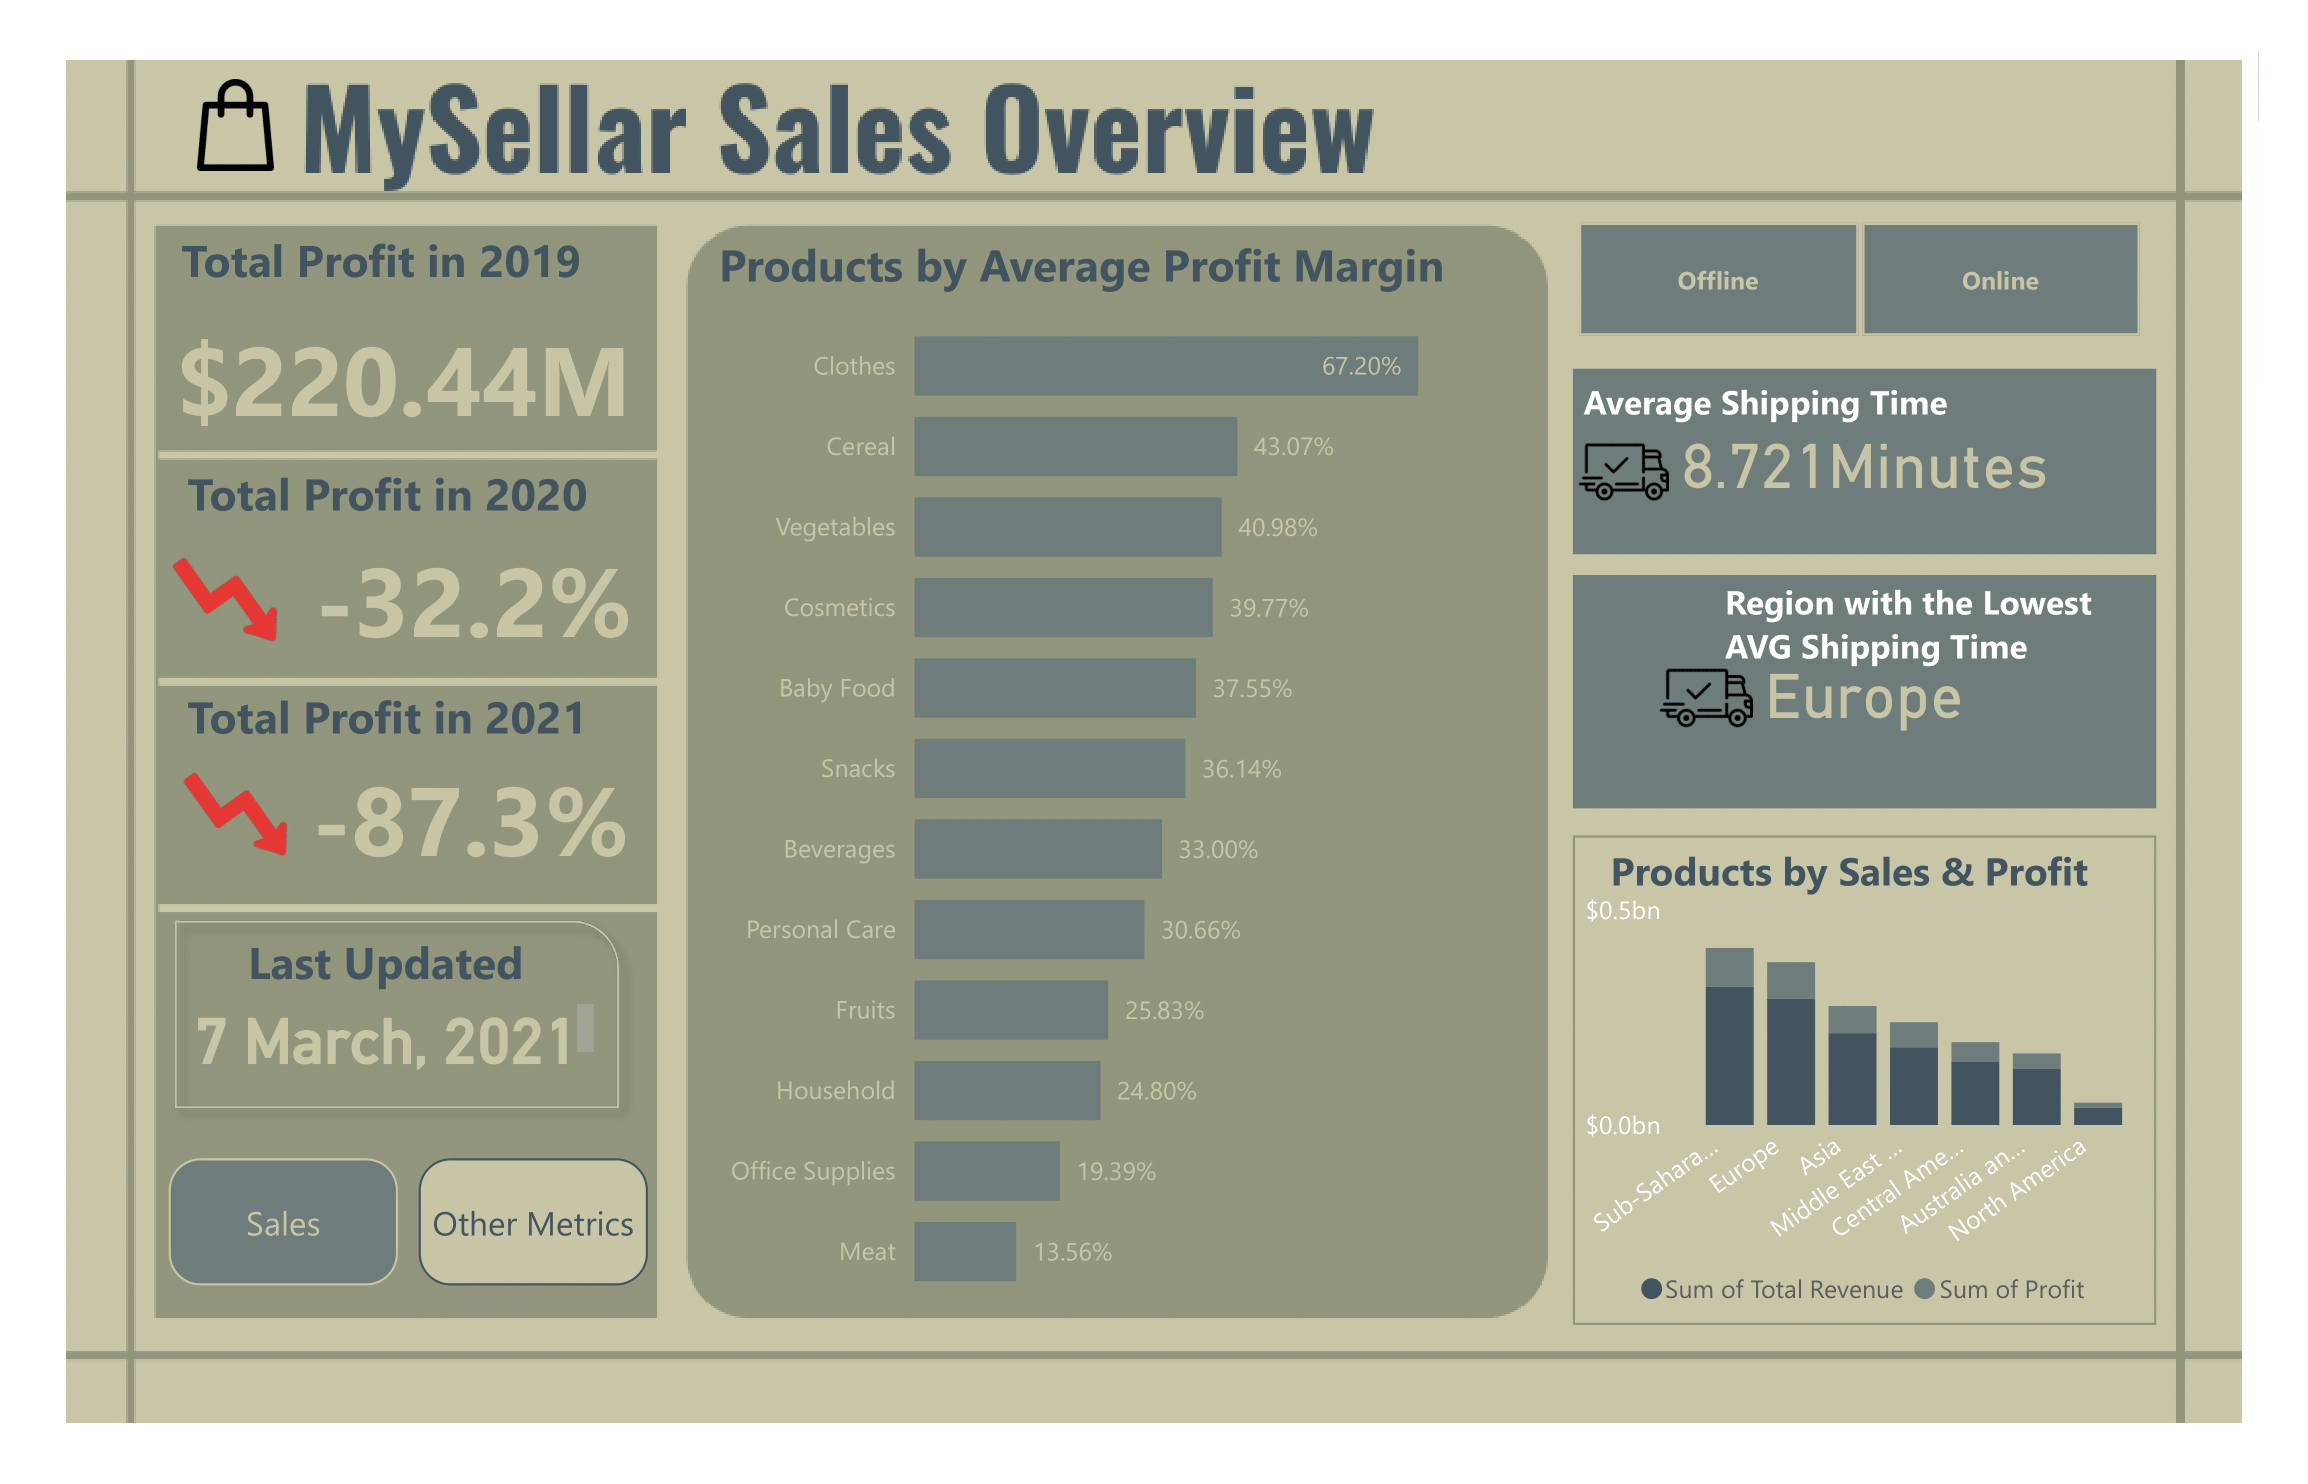 MySellar Sales Overview
Total Profit in 2019
$220.44M
Total Profit in 2020
-32.2%
Total Profit in 2021
-87.3%
Last Updated
7 March, 2021
Sales
Other Metrics
Products by Average Profit Margin
Clothes 67.20%
Cereal 43.07%
Vegetables 40.98%
Cosmetics 39.77%
Baby Food 37.55%
Snacks 36.14%
Beverages 33.00%
Personal Care 30.66%
Fruits 25.83%
Household 24.80%
Office Supplies 19.39%
Meat 13.56%
Offline
Online
Average Shipping Time
8.721Minutes
Region with the Lowest
AVG Shipping Time
Europe
Products by Sales & Profit
$0.5bn
$0.0bn
Sub-Sahara...
Europe
Asia
Middle East ...
Central Ame...
Australia an...
North America
Sum of Total Revenue
Sum of Profit